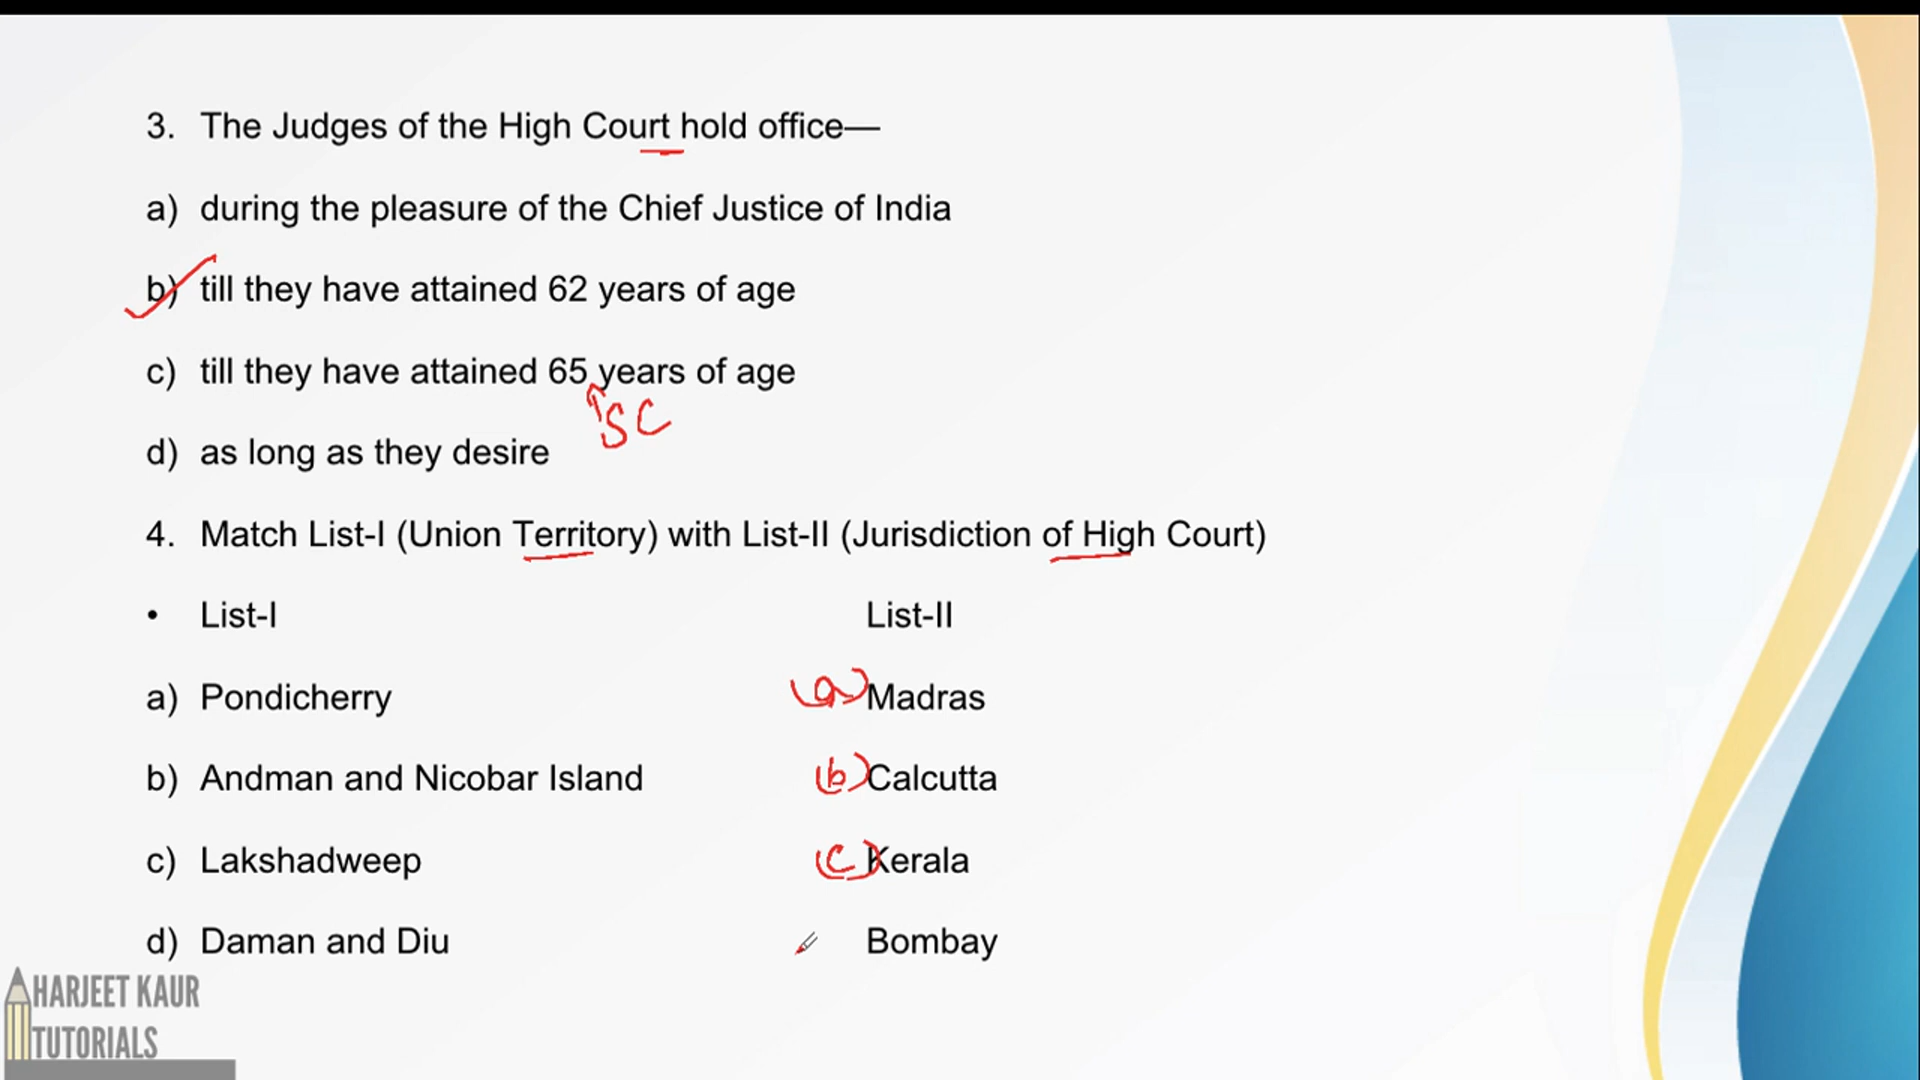 3. The Judges of the High Court hold office—
a) during the pleasure of the Chief Justice of India
b) till they have attained 62 years of age
c) till they have attained 65 years of age
SC
d) as long as they desire
4. Match List-I (Union Territory) with List-II (Jurisdiction of High Court)
• List-I List-II
a) Pondicherry (a) Madras
b) Andman and Nicobar Island (b) Calcutta
c) Lakshadweep (c) Kerala
d) Daman and Diu Bombay
HARJEET KAUR
TUTORIALS